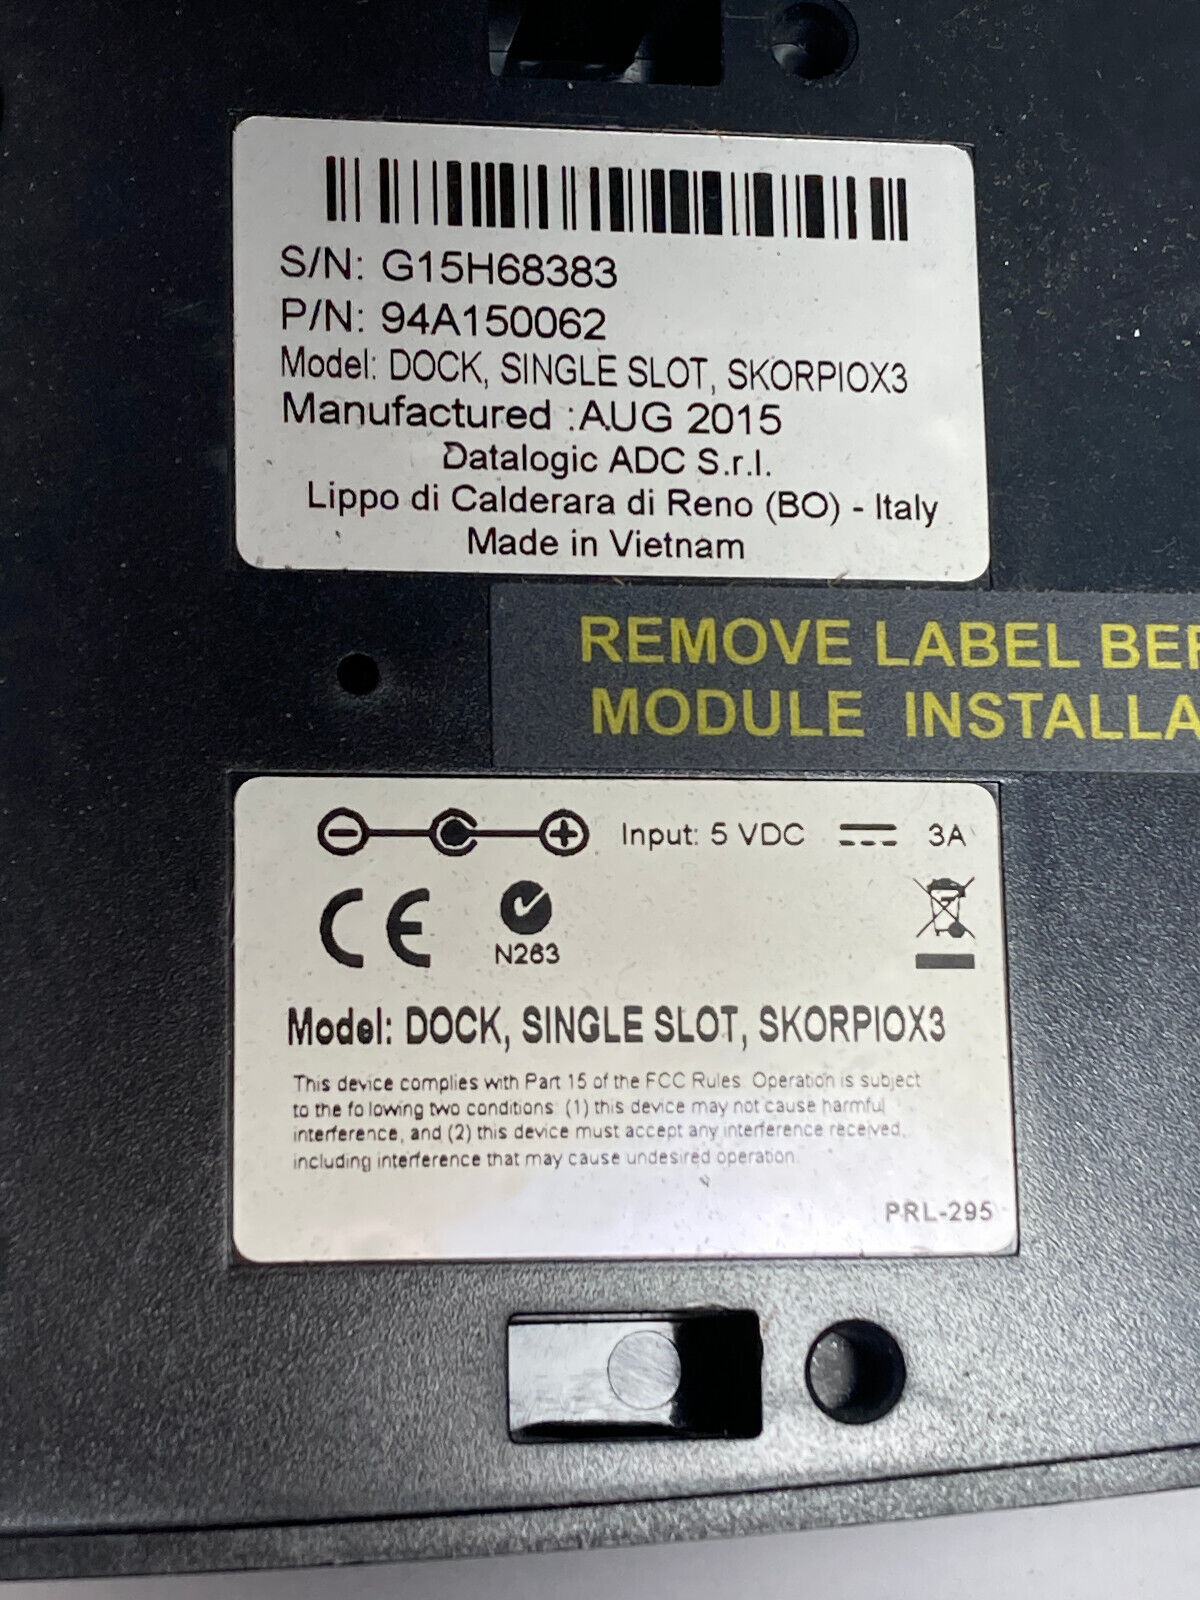 S/N: G15H68383
P/N: 94A150062
Model: DOCK, SINGLE SLOT, SKORPIOX3
Manufactured :AUG 2015
Datalogic ADC S.r.l.
Lippo di Calderara di Reno (BO) - Italy
Made in Vietnam
REMOVE LABEL BEF
MODULE INSTALLA
Input: 5 VDC 3A
CE
N263
Model: DOCK, SINGLE SLOT, SKORPIOX3
This device complies with Part 15 of the FCC Rules. Operation is subject
to the fo lowing two conditions: (1) this device may not cause harmful
interference, and (2) this device must accept any interference received,
including interference that may cause undesired operation.
PRL-295